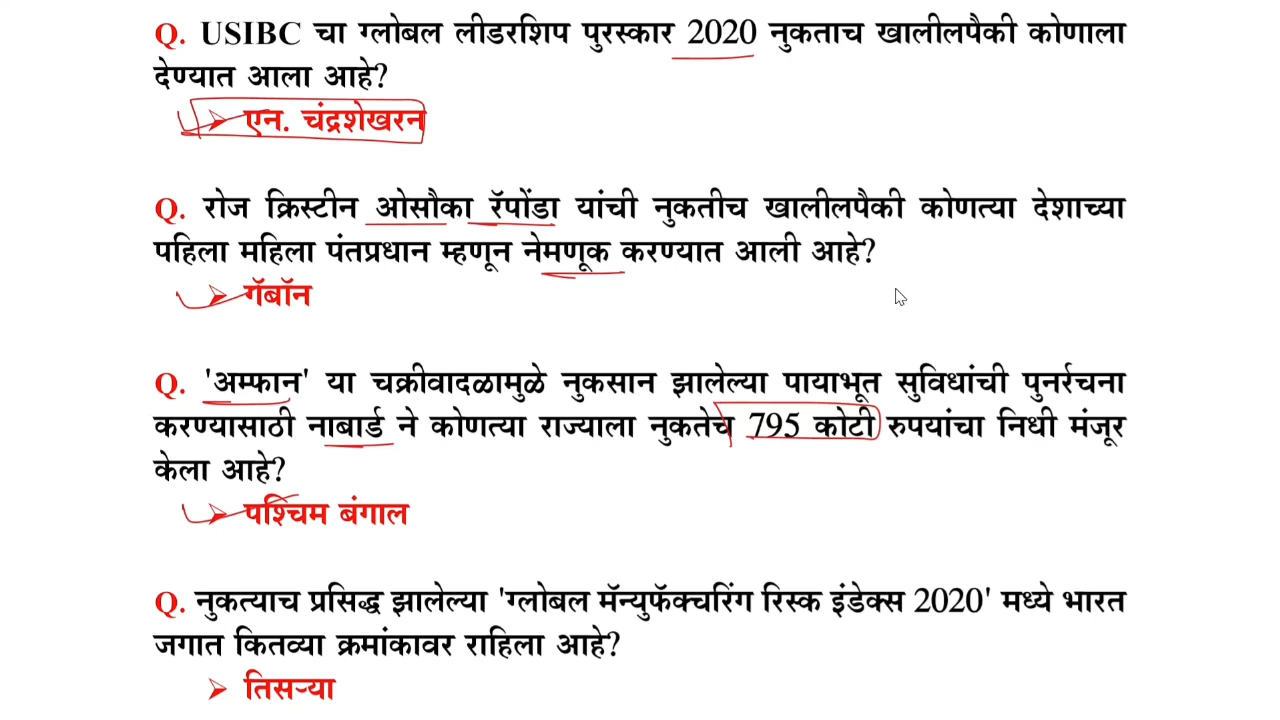 Q. USIBC चा ग्लोबल लीडरशिप पुरस्कार 2020 नुकताच खालीलपैकी कोणाला
देण्यात आला आहे?
➤ एन. चंद्रशेखरन
Q. रोज क्रिस्टीन ओसौका रॅपोंडा यांची नुकतीच खालीलपैकी कोणत्या देशाच्या
पहिला महिला पंतप्रधान म्हणून नेमणूक करण्यात आली आहे?
➤ गॅबॉन
Q. 'अम्फान' या चक्रीवादळामुळे नुकसान झालेल्या पायाभूत सुविधांची पुनर्रचना
करण्यासाठी नाबार्ड ने कोणत्या राज्याला नुकतेच 795 कोटी रुपयांचा निधी मंजूर
केला आहे?
➤ पश्चिम बंगाल
Q. नुकत्याच प्रसिद्ध झालेल्या 'ग्लोबल मॅन्युफॅक्चरिंग रिस्क इंडेक्स 2020' मध्ये भारत
जगात कितव्या क्रमांकावर राहिला आहे?
➤ तिसऱ्या